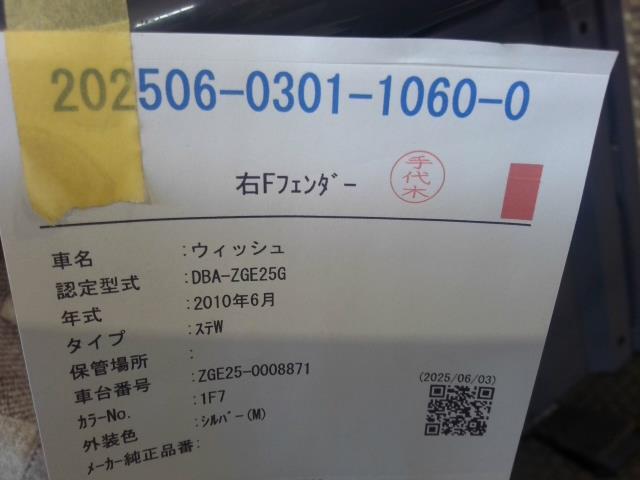 202506-0301-1060-0
右Fﾌｪﾝﾀﾞｰ
手代木
車名 :ウィッシュ
認定型式 :DBA-ZGE25G
年式 :2010年6月
タイプ :ｽﾃW
保管場所 :
車台番号 :ZGE25-0008871
ｶﾗｰNo. :1F7
外装色 :ｼﾙﾊﾞｰ(M)
ﾒｰｶｰ純正品番:
(2025/06/03)